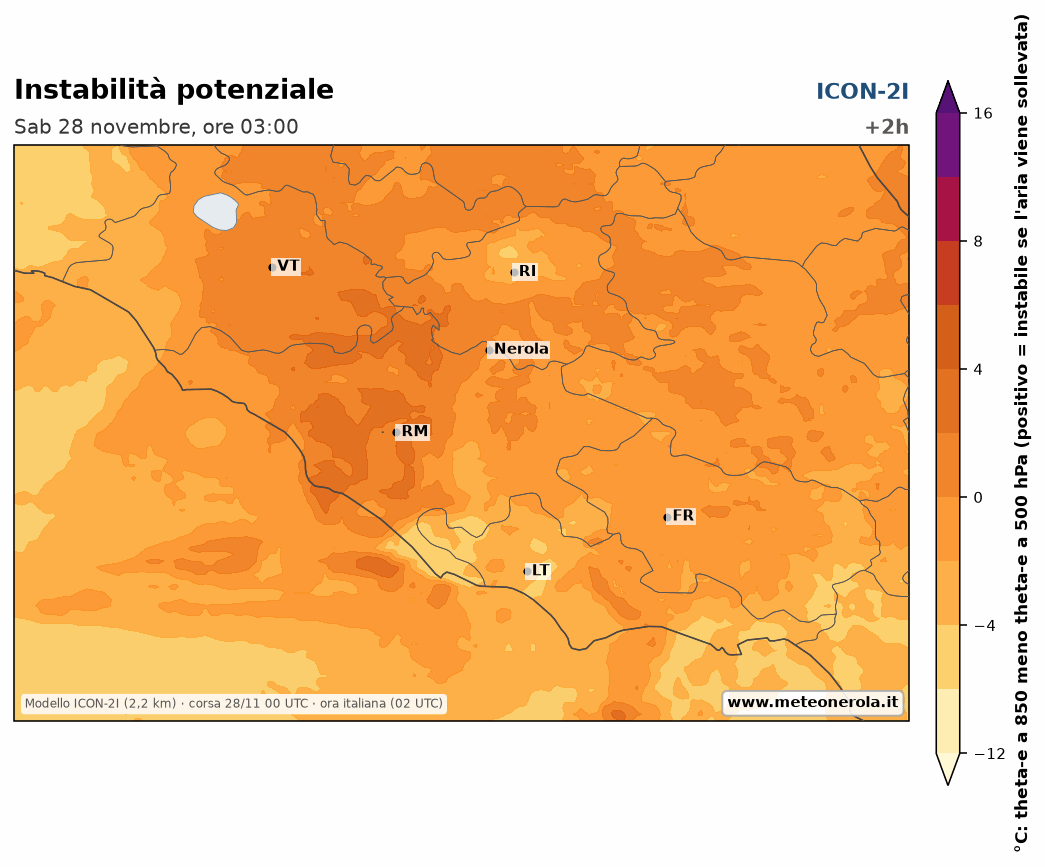 Instabilità potenziale
ICON-2I
Sab 28 novembre, ore 03:00
+2h
VT
RI
Nerola
RM
FR
LT
Modello ICON-2I (2,2 km) · corsa 28/11 00 UTC · ora italiana (02 UTC)
www.meteonerola.it
16
8
4
0
−4
−12
°C: theta-e a 850 meno theta-e a 500 hPa (positivo = instabile se l'aria viene sollevata)